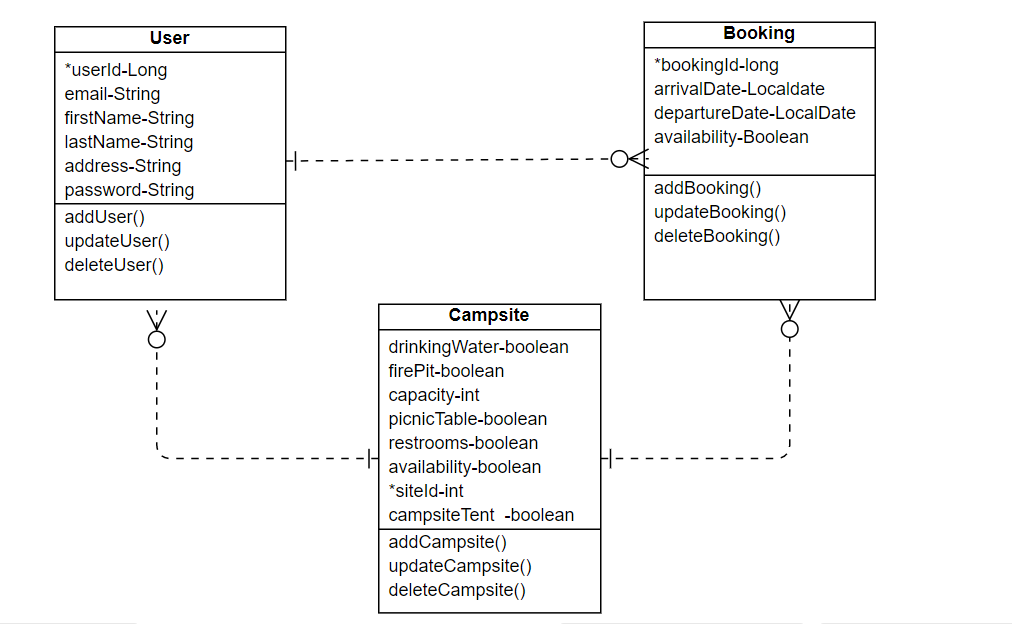 User
*userId-Long
email-String
firstName-String
lastName-String
address-String
password-String
addUser()
updateUser()
deleteUser()
Booking
*bookingId-long
arrivalDate-Localdate
departureDate-LocalDate
availability-Boolean
addBooking()
updateBooking()
deleteBooking()
Campsite
drinkingWater-boolean
firePit-boolean
capacity-int
picnicTable-boolean
restrooms-boolean
availability-boolean
*siteId-int
campsiteTent  -boolean
addCampsite()
updateCampsite()
deleteCampsite()